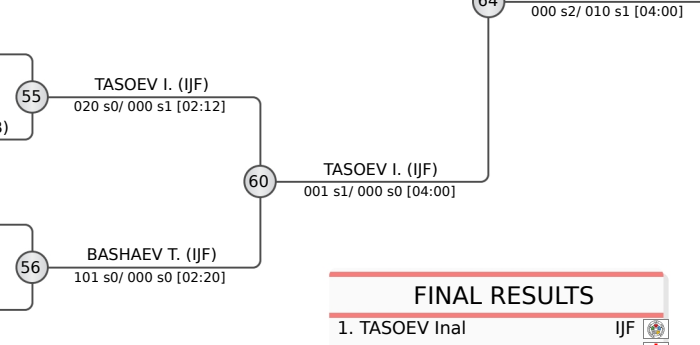 64
000 s2/ 010 s1 [04:00]
TASOEV I. (IJF)
55
020 s0/ 000 s1 [02:12]
)
TASOEV I. (IJF)
60
001 s1/ 000 s0 [04:00]
BASHAEV T. (IJF)
56
101 s0/ 000 s0 [02:20]
FINAL RESULTS
1. TASOEV Inal IJF